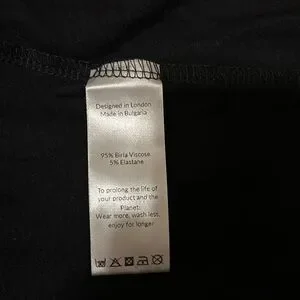 Designed in London
Made in Bulgaria
95% Birla Viscose
5% Elastane
To prolong the life of
your product and the
Planet:
Wear more, wash less,
enjoy for longer